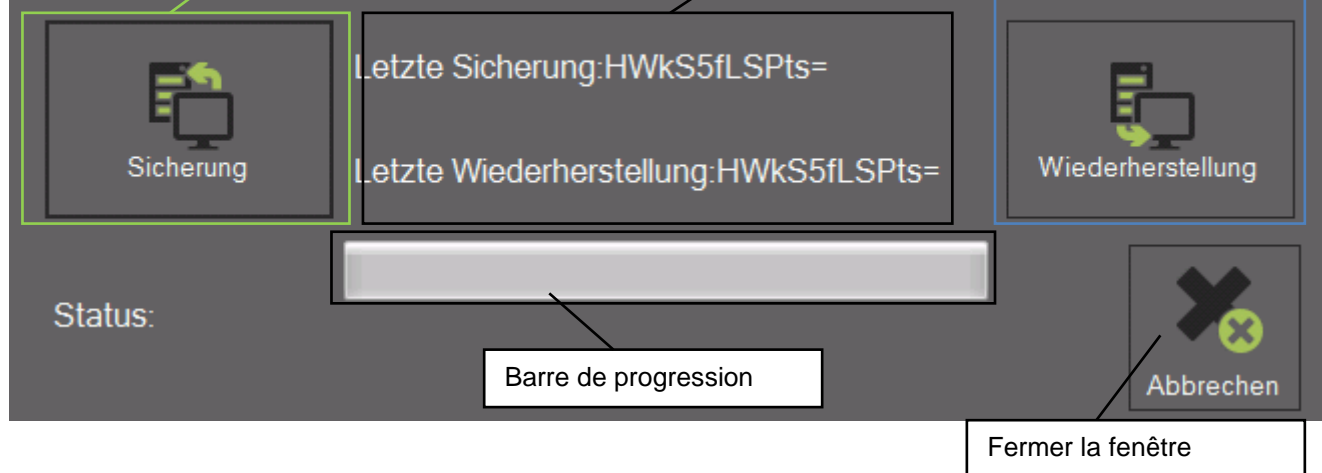 Letzte Sicherung:HWkS5fLSPts=
Sicherung
Letzte Wiederherstellung:HWkS5fLSPts=
Wiederherstellung
Status:
Barre de progression
Abbrechen
Fermer la fenêtre